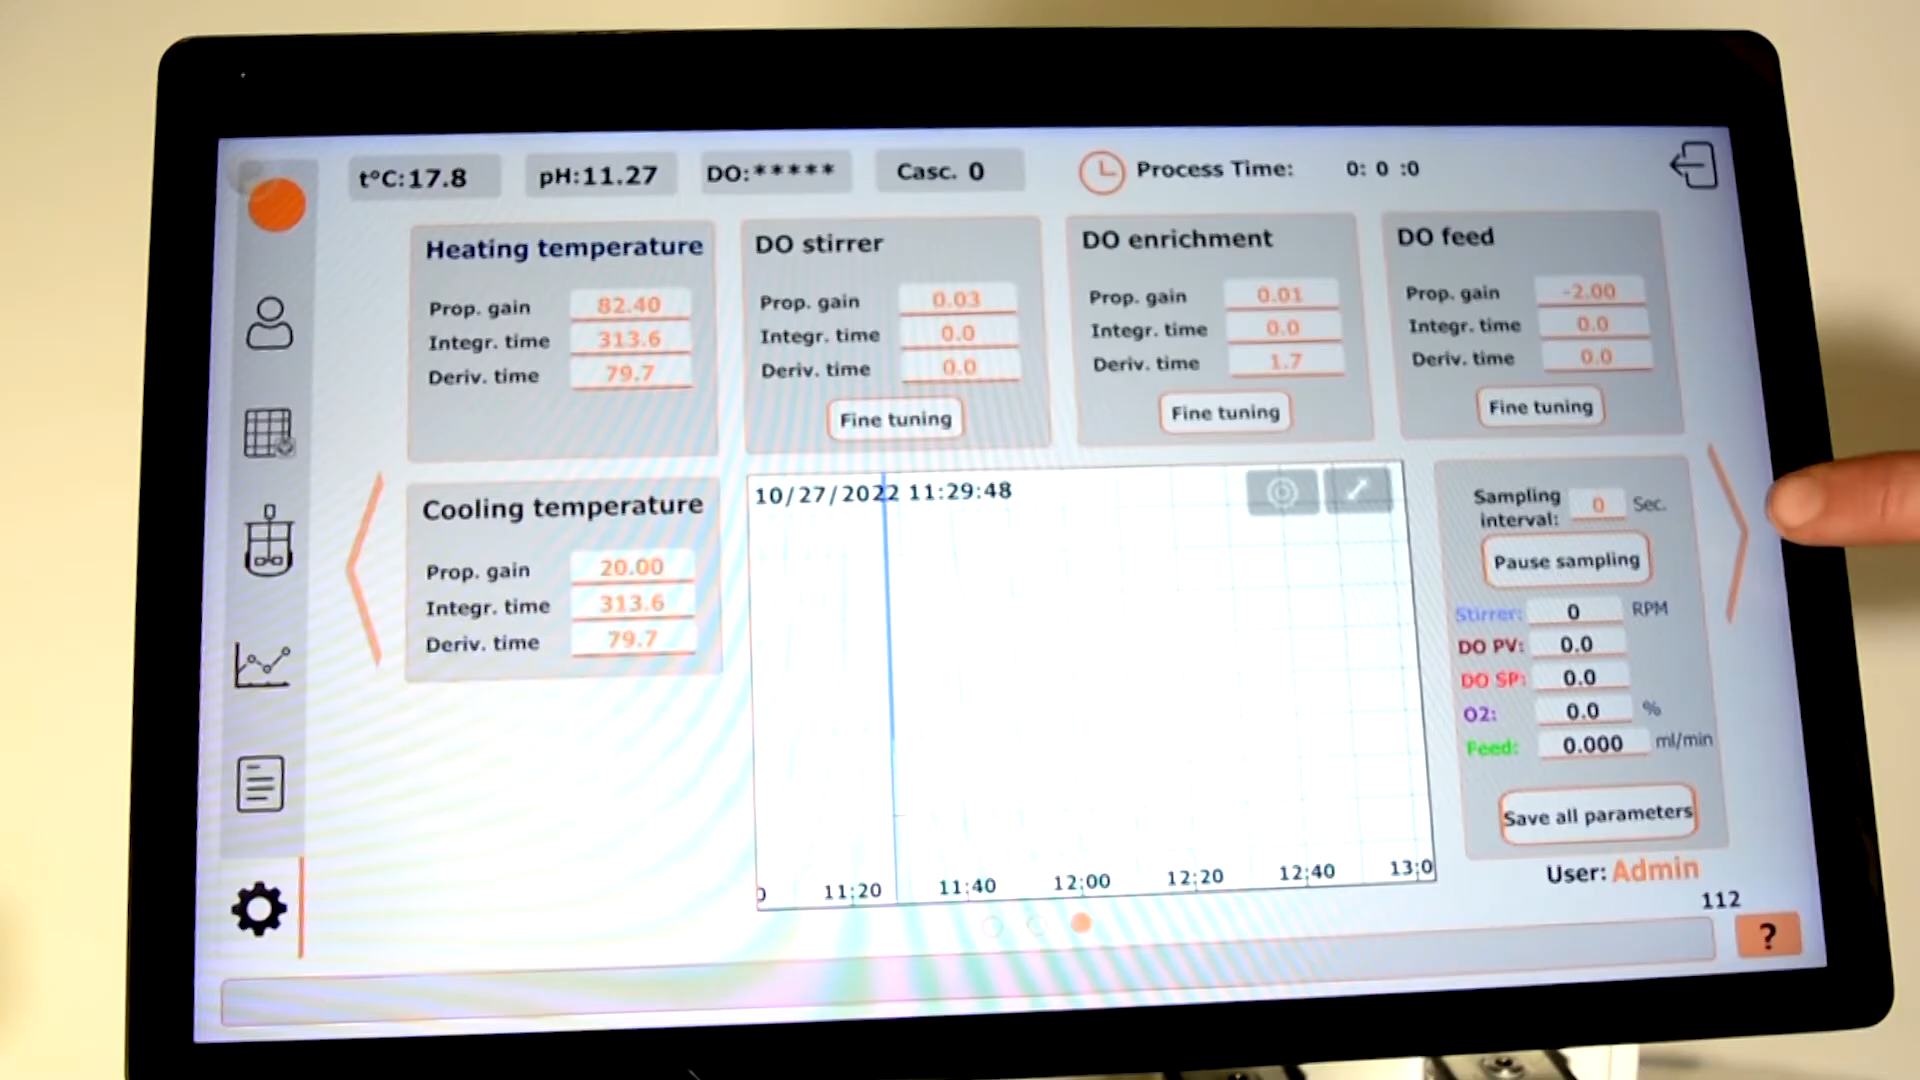 t°C:17.8
pH:11.27
DO:*****
Casc. 0
Process Time: 0: 0 :0
Heating temperature
Prop. gain 82.40
Integr. time 313.6
Deriv. time 79.7
DO stirrer
Prop. gain 0.03
Integr. time 0.0
Deriv. time 0.0
Fine tuning
DO enrichment
Prop. gain 0.01
Integr. time 0.0
Deriv. time 1.7
Fine tuning
DO feed
Prop. gain -2.00
Integr. time 0.0
Deriv. time 0.0
Fine tuning
Cooling temperature
Prop. gain 20.00
Integr. time 313.6
Deriv. time 79.7
10/27/2022 11:29:48
0 11:20 11:40 12:00 12:20 12:40 13:0
Sampling
interval: 0 Sec.
Pause sampling
Stirrer: 0 RPM
DO PV: 0.0
DO SP: 0.0
O2: 0.0 %
Feed: 0.000 ml/min
Save all parameters
User: Admin
112
?